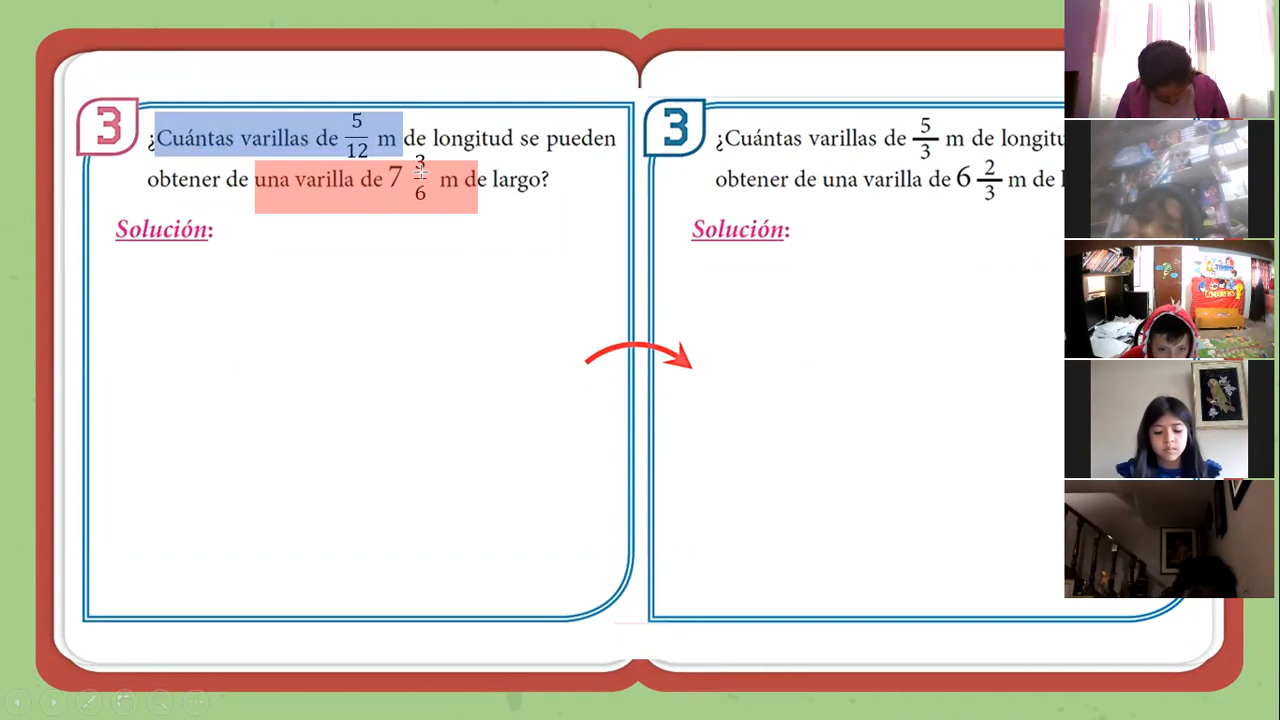 3
¿Cuántas varillas de 5/12 m de longitud se pueden
obtener de una varilla de 7 3/6 m de largo?
Solución:
3
¿Cuántas varillas de 5/3 m de longitu
obtener de una varilla de 6 2/3 m de l
Solución: